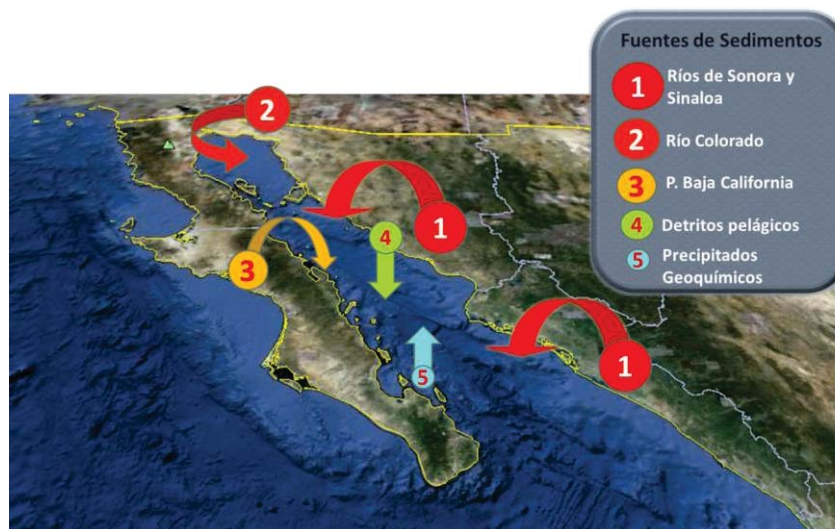 Fuentes de Sedimentos
1 Ríos de Sonora y
Sinaloa
2 Río Colorado
3 P. Baja California
4 Detritos pelágicos
5 Precipitados
Geoquímicos
2
1
4
3
5
1